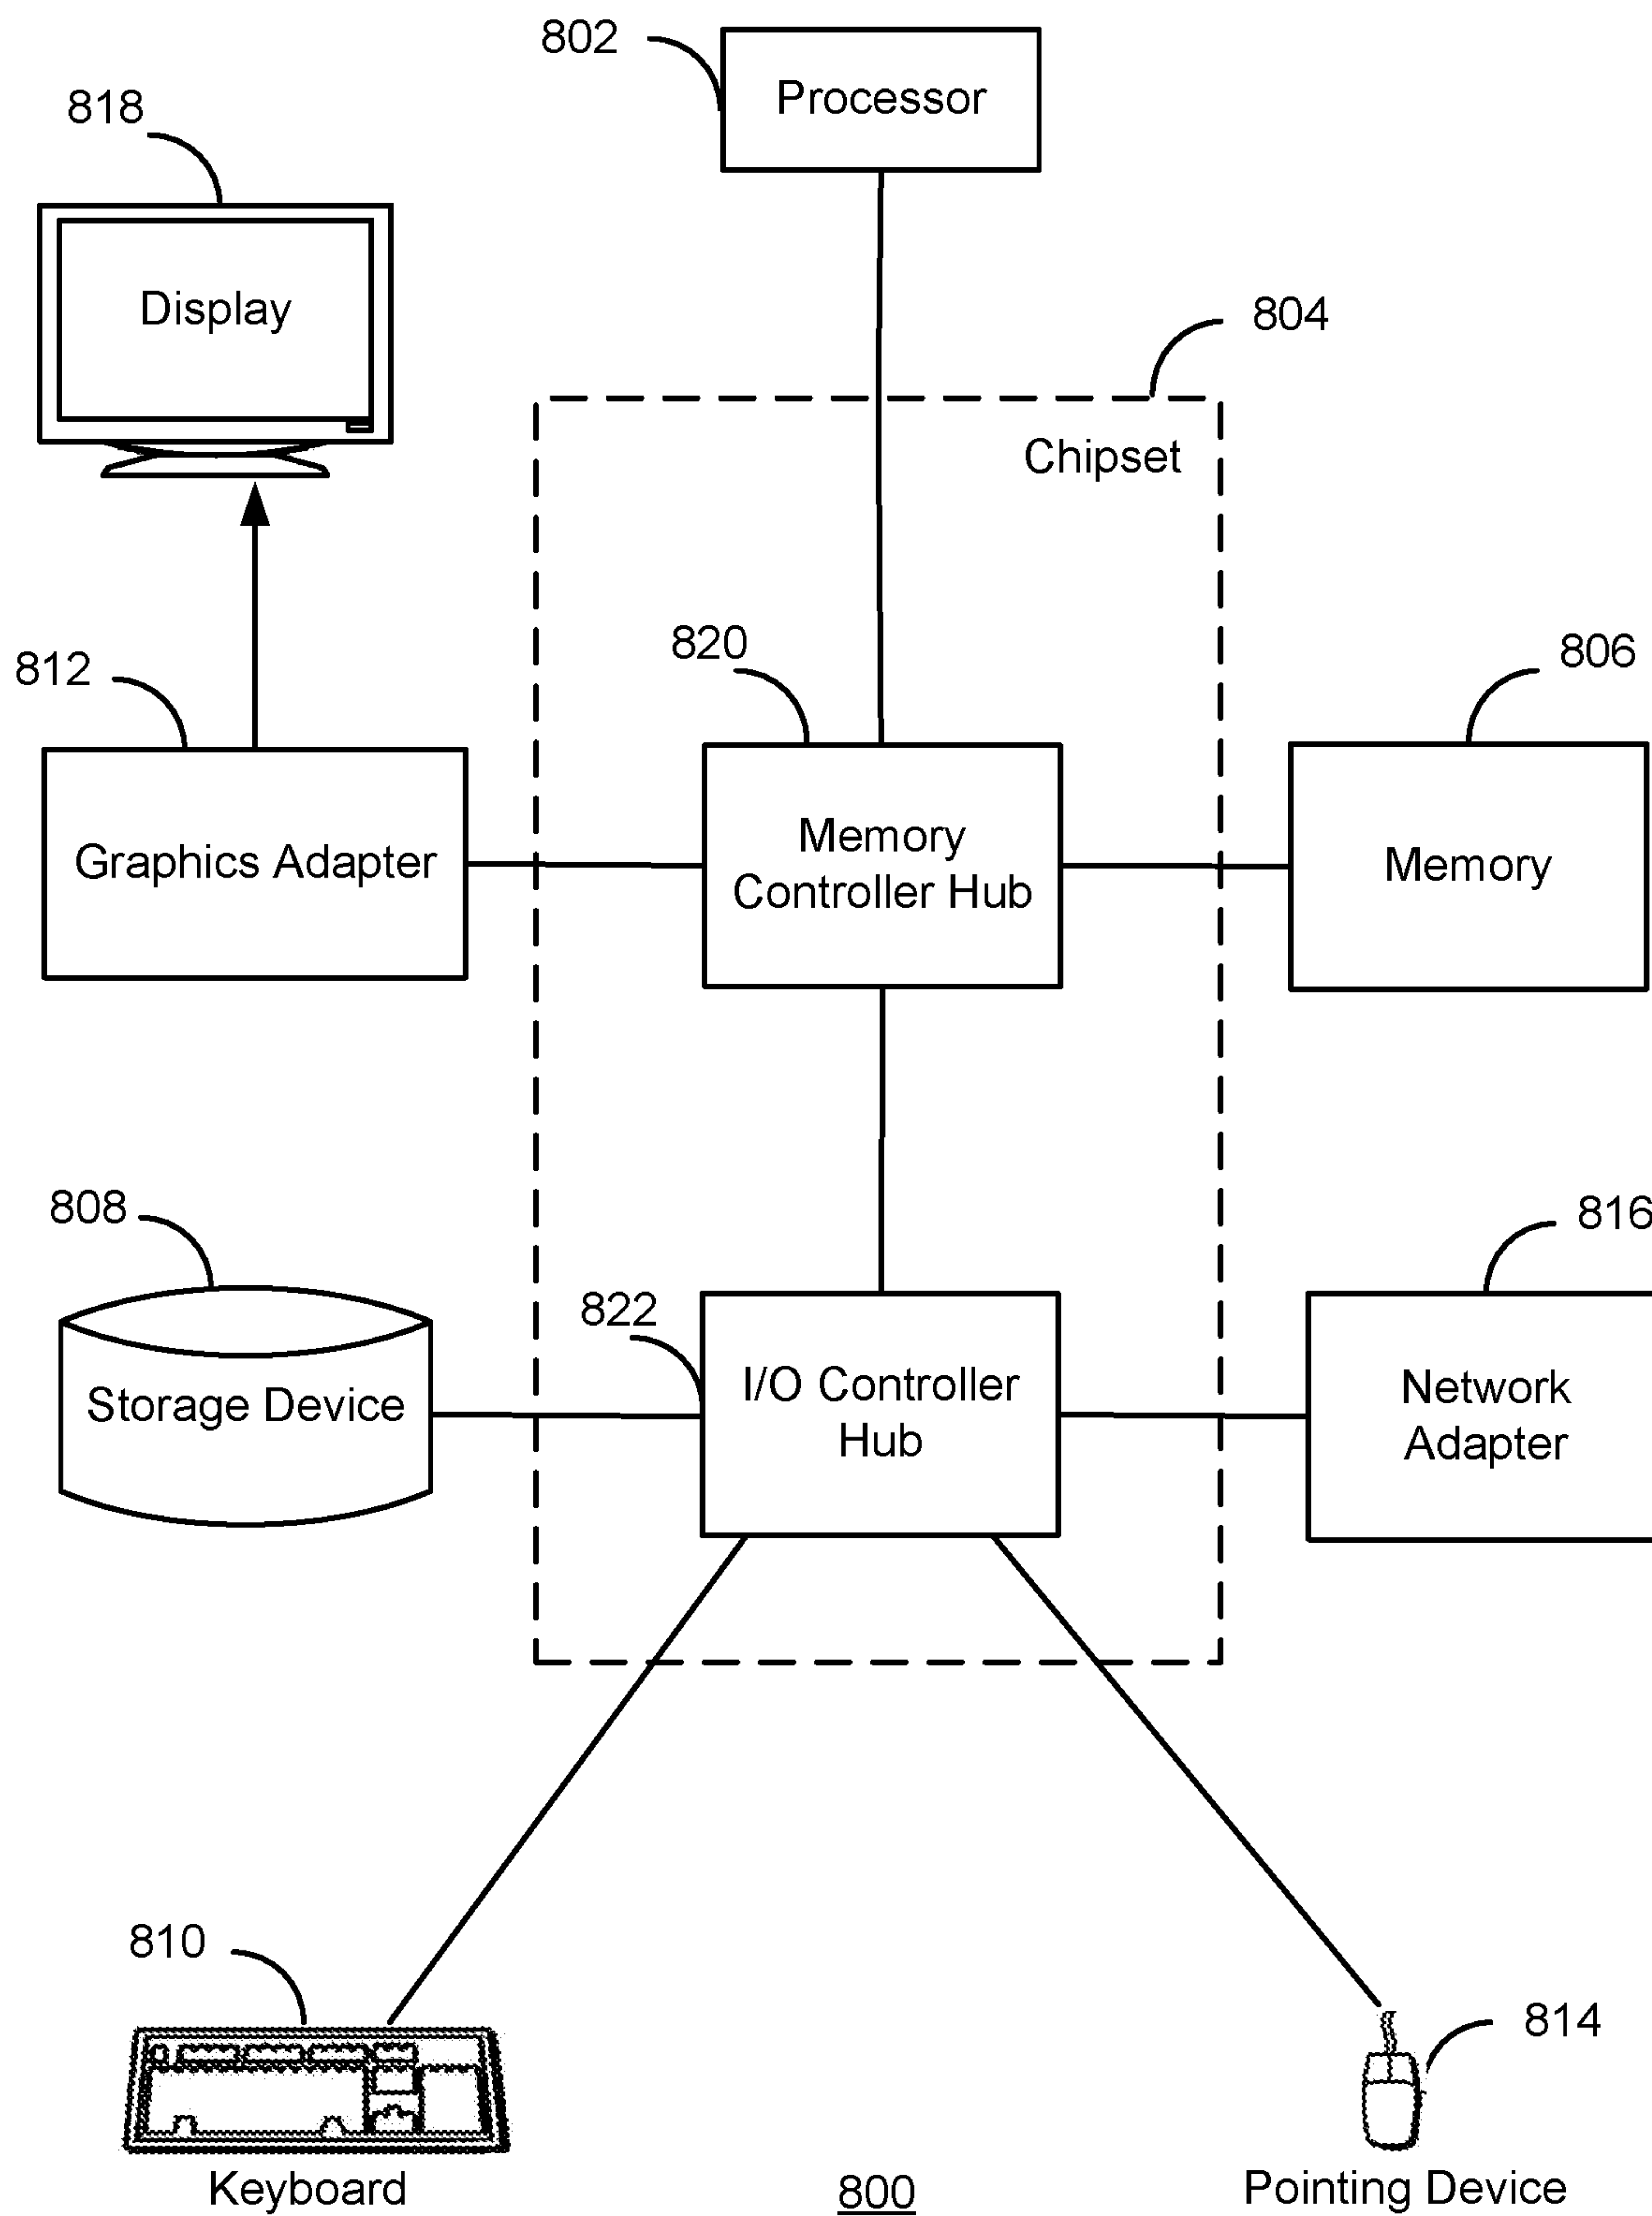 802
Processor
818
Display
804
Chipset
820
806
812
Memory
Controller Hub
Graphics Adapter
Memory
808
816
822
I/O Controller
Hub
Storage Device
Network
Adapter
810
814
Keyboard
800
Pointing Device